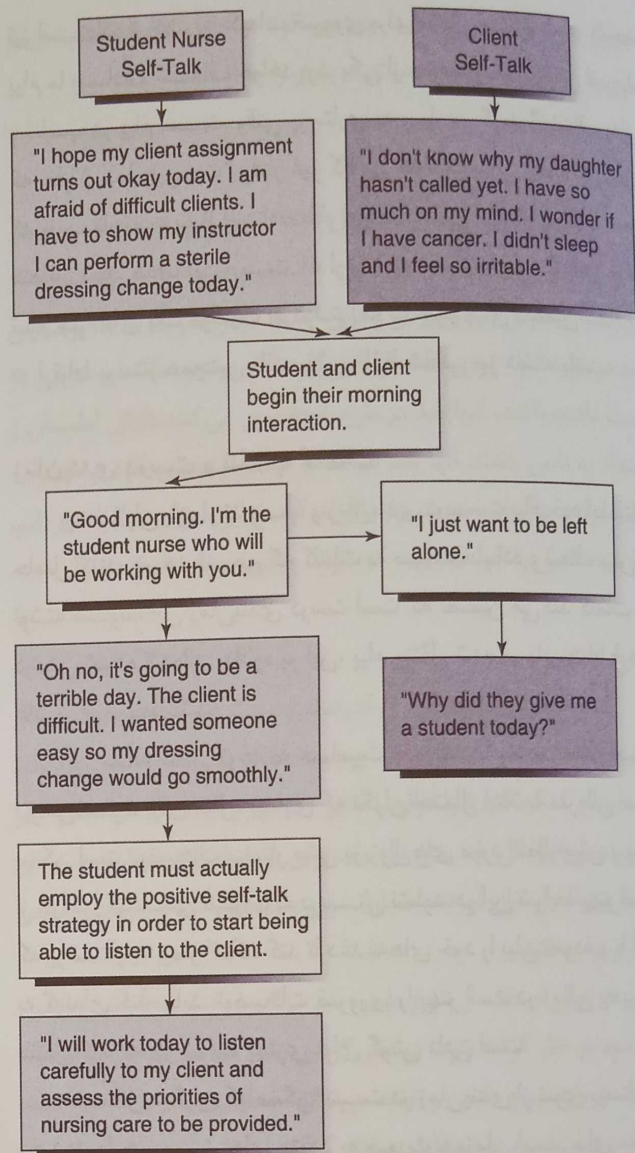 Student Nurse
Self-Talk
Client
Self-Talk
"I hope my client assignment
turns out okay today. I am
afraid of difficult clients. I
have to show my instructor
I can perform a sterile
dressing change today."
"I don't know why my daughter
hasn't called yet. I have so
much on my mind. I wonder if
I have cancer. I didn't sleep
and I feel so irritable."
Student and client
begin their morning
interaction.
"Good morning. I'm the
student nurse who will
be working with you."
"I just want to be left
alone."
"Oh no, it's going to be a
terrible day. The client is
difficult. I wanted someone
easy so my dressing
change would go smoothly."
"Why did they give me
a student today?"
The student must actually
employ the positive self-talk
strategy in order to start being
able to listen to the client.
"I will work today to listen
carefully to my client and
assess the priorities of
nursing care to be provided."